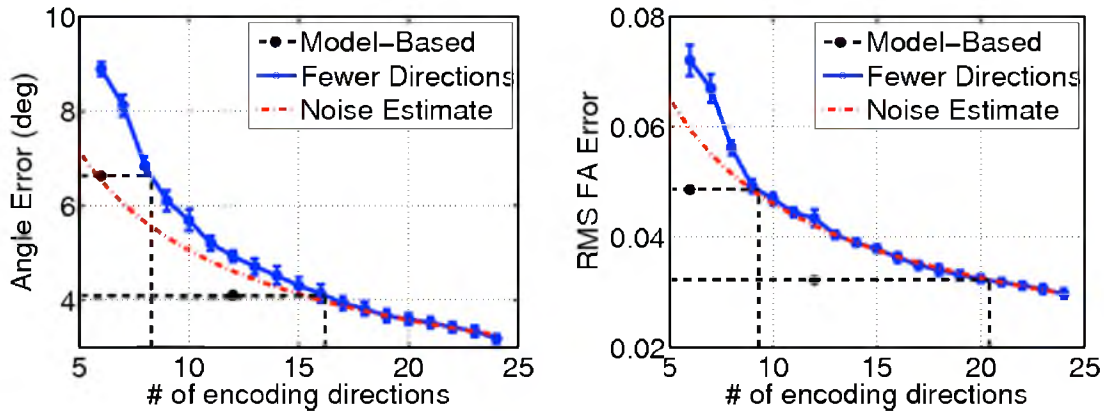 10
8
6
4
Angle Error (deg)
Model-Based
Fewer Directions
Noise Estimate
5 10 15 20 25
# of encoding directions
0.08
0.06
0.04
0.02
RMS FA Error
Model-Based
Fewer Directions
Noise Estimate
5 10 15 20 25
# of encoding directions